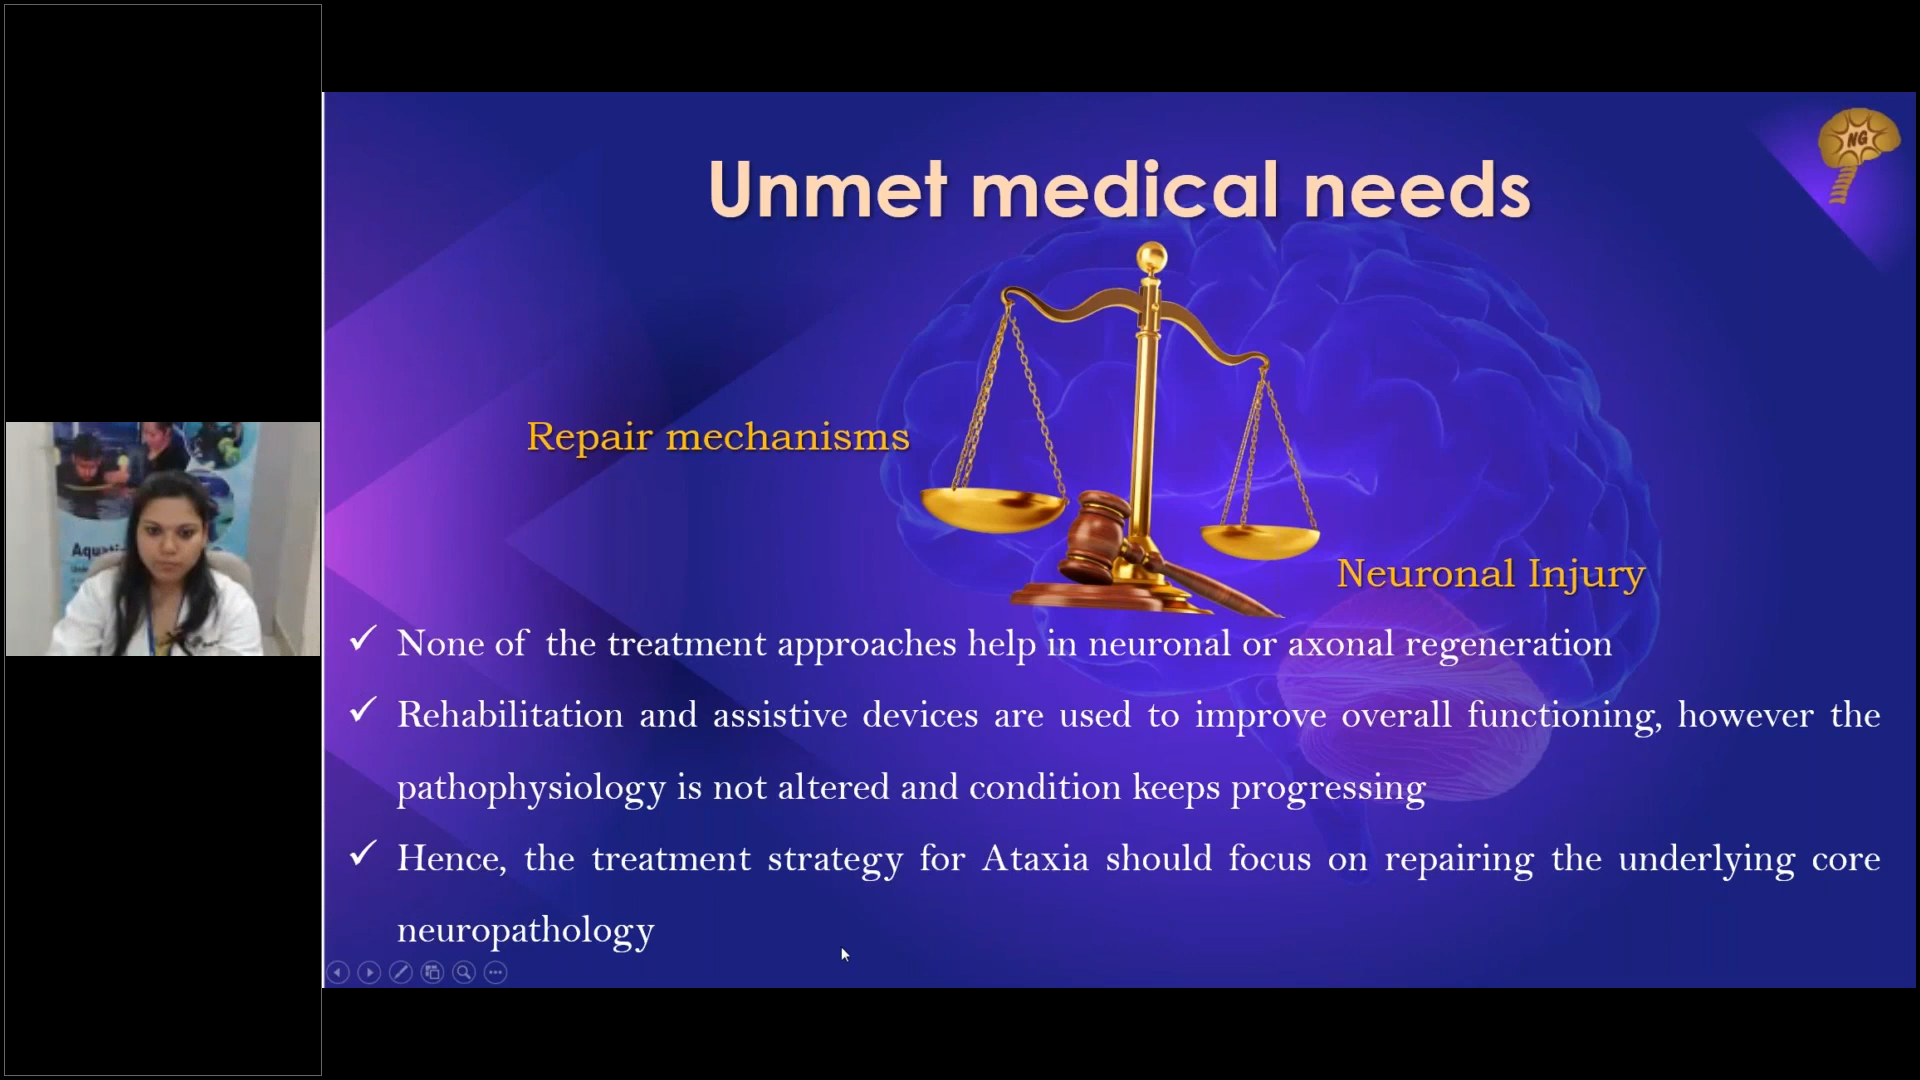 NG
Unmet medical needs
Repair mechanisms
Neuronal Injury
✓ None of the treatment approaches help in neuronal or axonal regeneration
✓ Rehabilitation and assistive devices are used to improve overall functioning, however the
pathophysiology is not altered and condition keeps progressing
✓ Hence, the treatment strategy for Ataxia should focus on repairing the underlying core
neuropathology